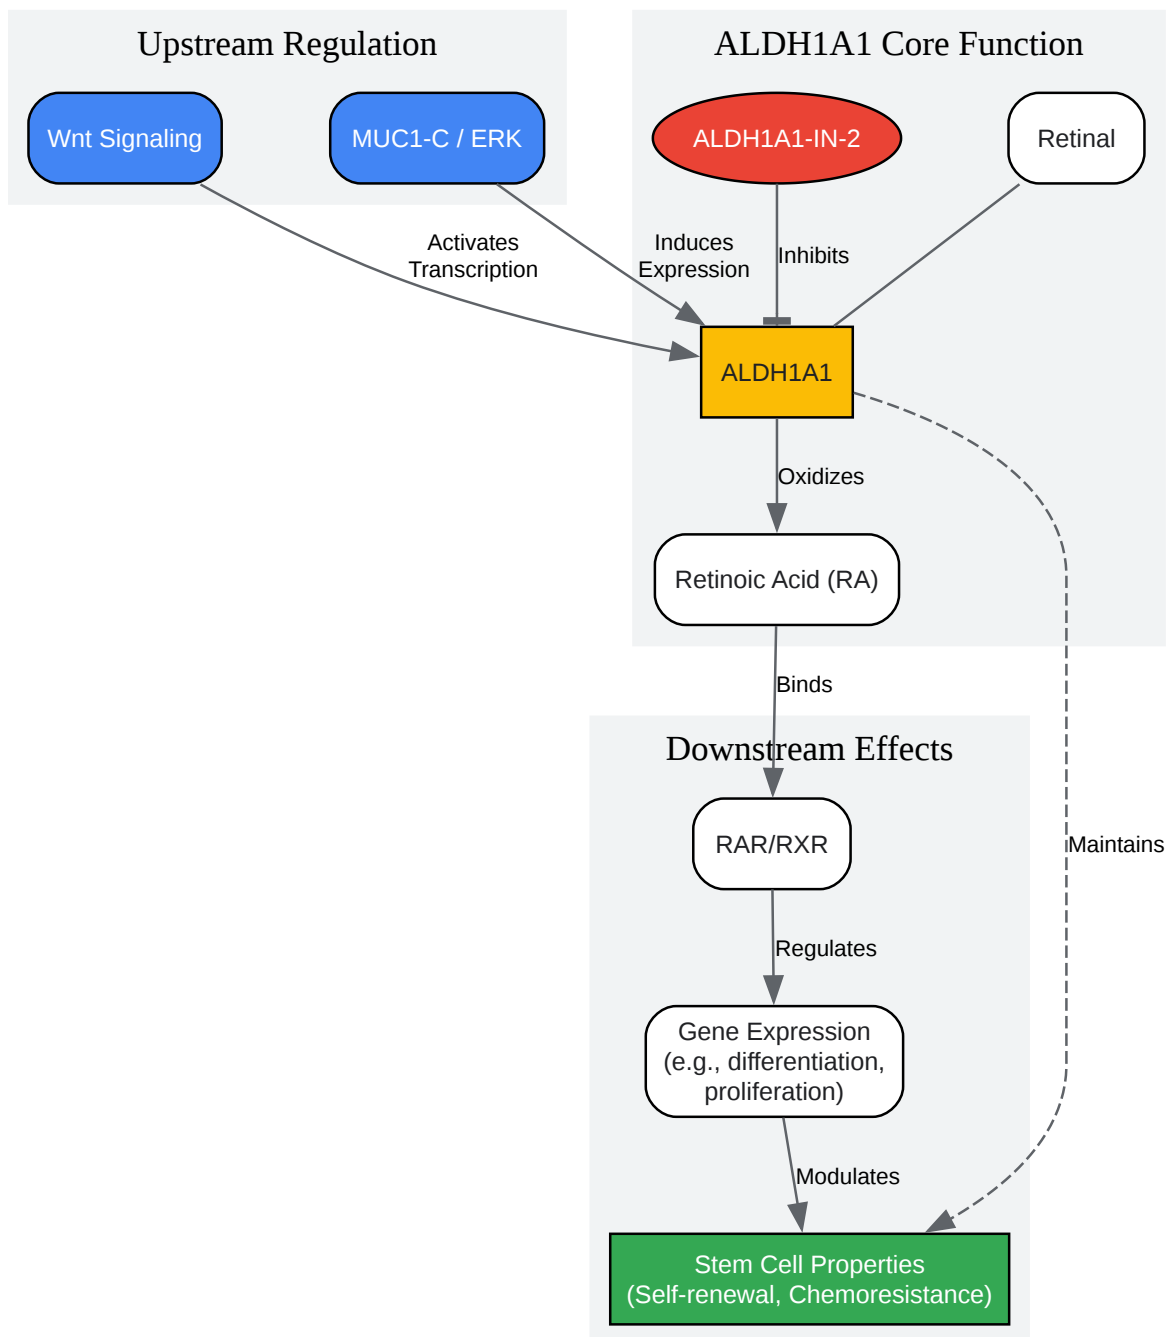 Upstream Regulation
ALDH1A1 Core Function
Wnt Signaling
MUC1-C / ERK
ALDH1A1-IN-2
Retinal
Activates
Transcription
Induces
Expression
Inhibits
ALDH1A1
Oxidizes
Retinoic Acid (RA)
Binds
Downstream Effects
RAR/RXR
Maintains
Regulates
Gene Expression
(e.g., differentiation,
proliferation)
Modulates
Stem Cell Properties
(Self-renewal, Chemoresistance)